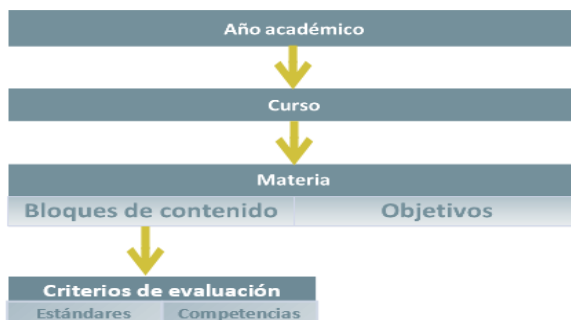 Año académico
Curso
Materia
Bloques de contenido Objetivos
Criterios de evaluación
Estándares Competencias